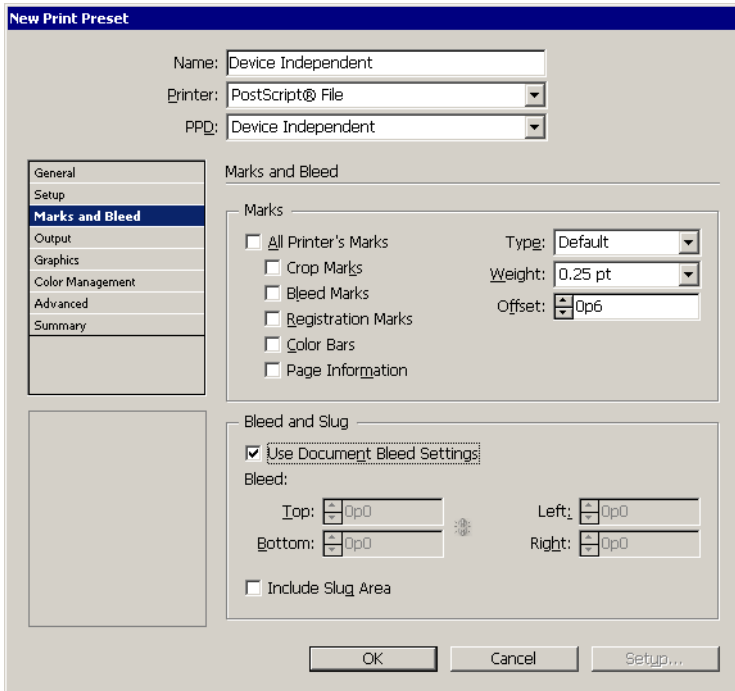 New Print Preset
Name: Device Independent
Printer: PostScript® File
PPD: Device Independent
General
Setup
Marks and Bleed
Output
Graphics
Color Management
Advanced
Summary
Marks and Bleed
Marks
All Printer's Marks
Crop Marks
Bleed Marks
Registration Marks
Color Bars
Page Information
Type: Default
Weight: 0.25 pt
Offset: 0p6
Bleed and Slug
Use Document Bleed Settings
Bleed:
Top: 0p0 Left: 0p0
Bottom: 0p0 Right: 0p0
Include Slug Area
OK Cancel Setup...